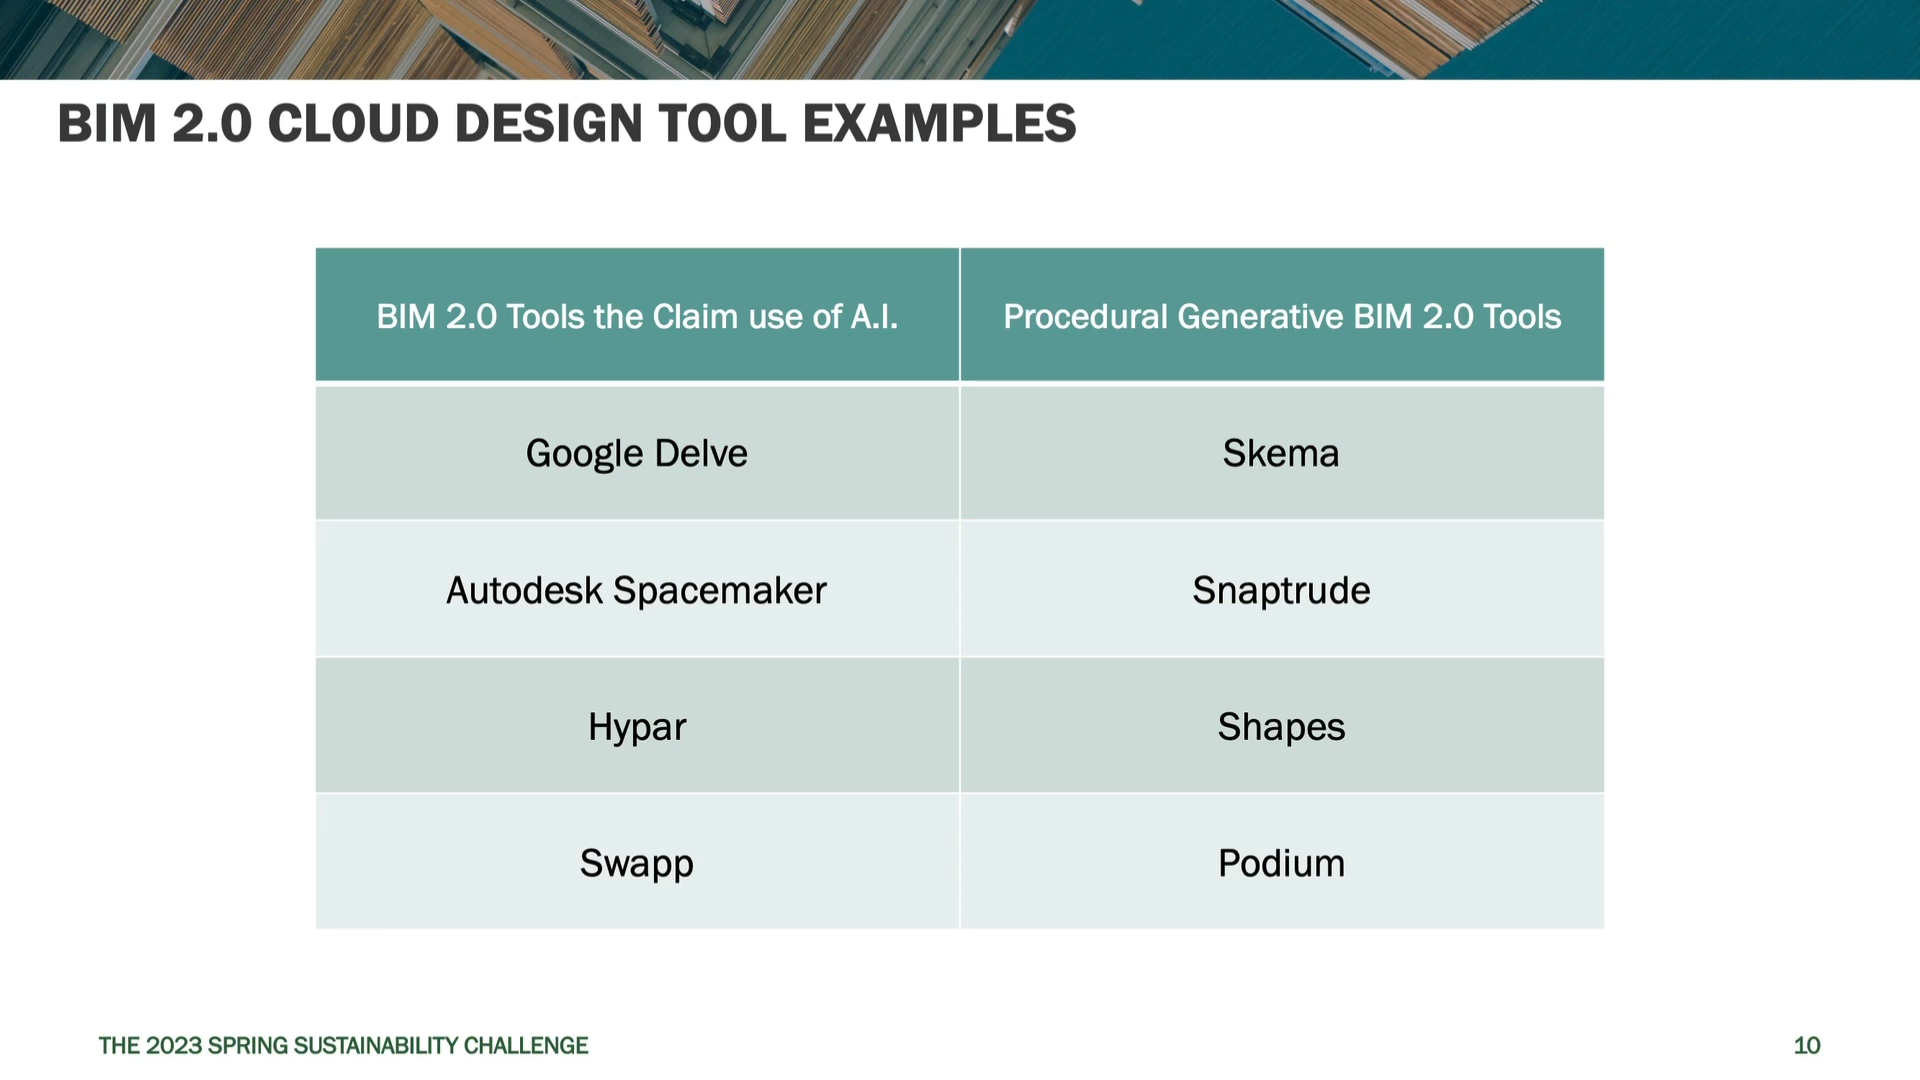 BIM 2.0 CLOUD DESIGN TOOL EXAMPLES
BIM 2.0 Tools the Claim use of A.I.
Procedural Generative BIM 2.0 Tools
Google Delve
Skema
Autodesk Spacemaker
Snaptrude
Hypar
Shapes
Swapp
Podium
THE 2023 SPRING SUSTAINABILITY CHALLENGE
10